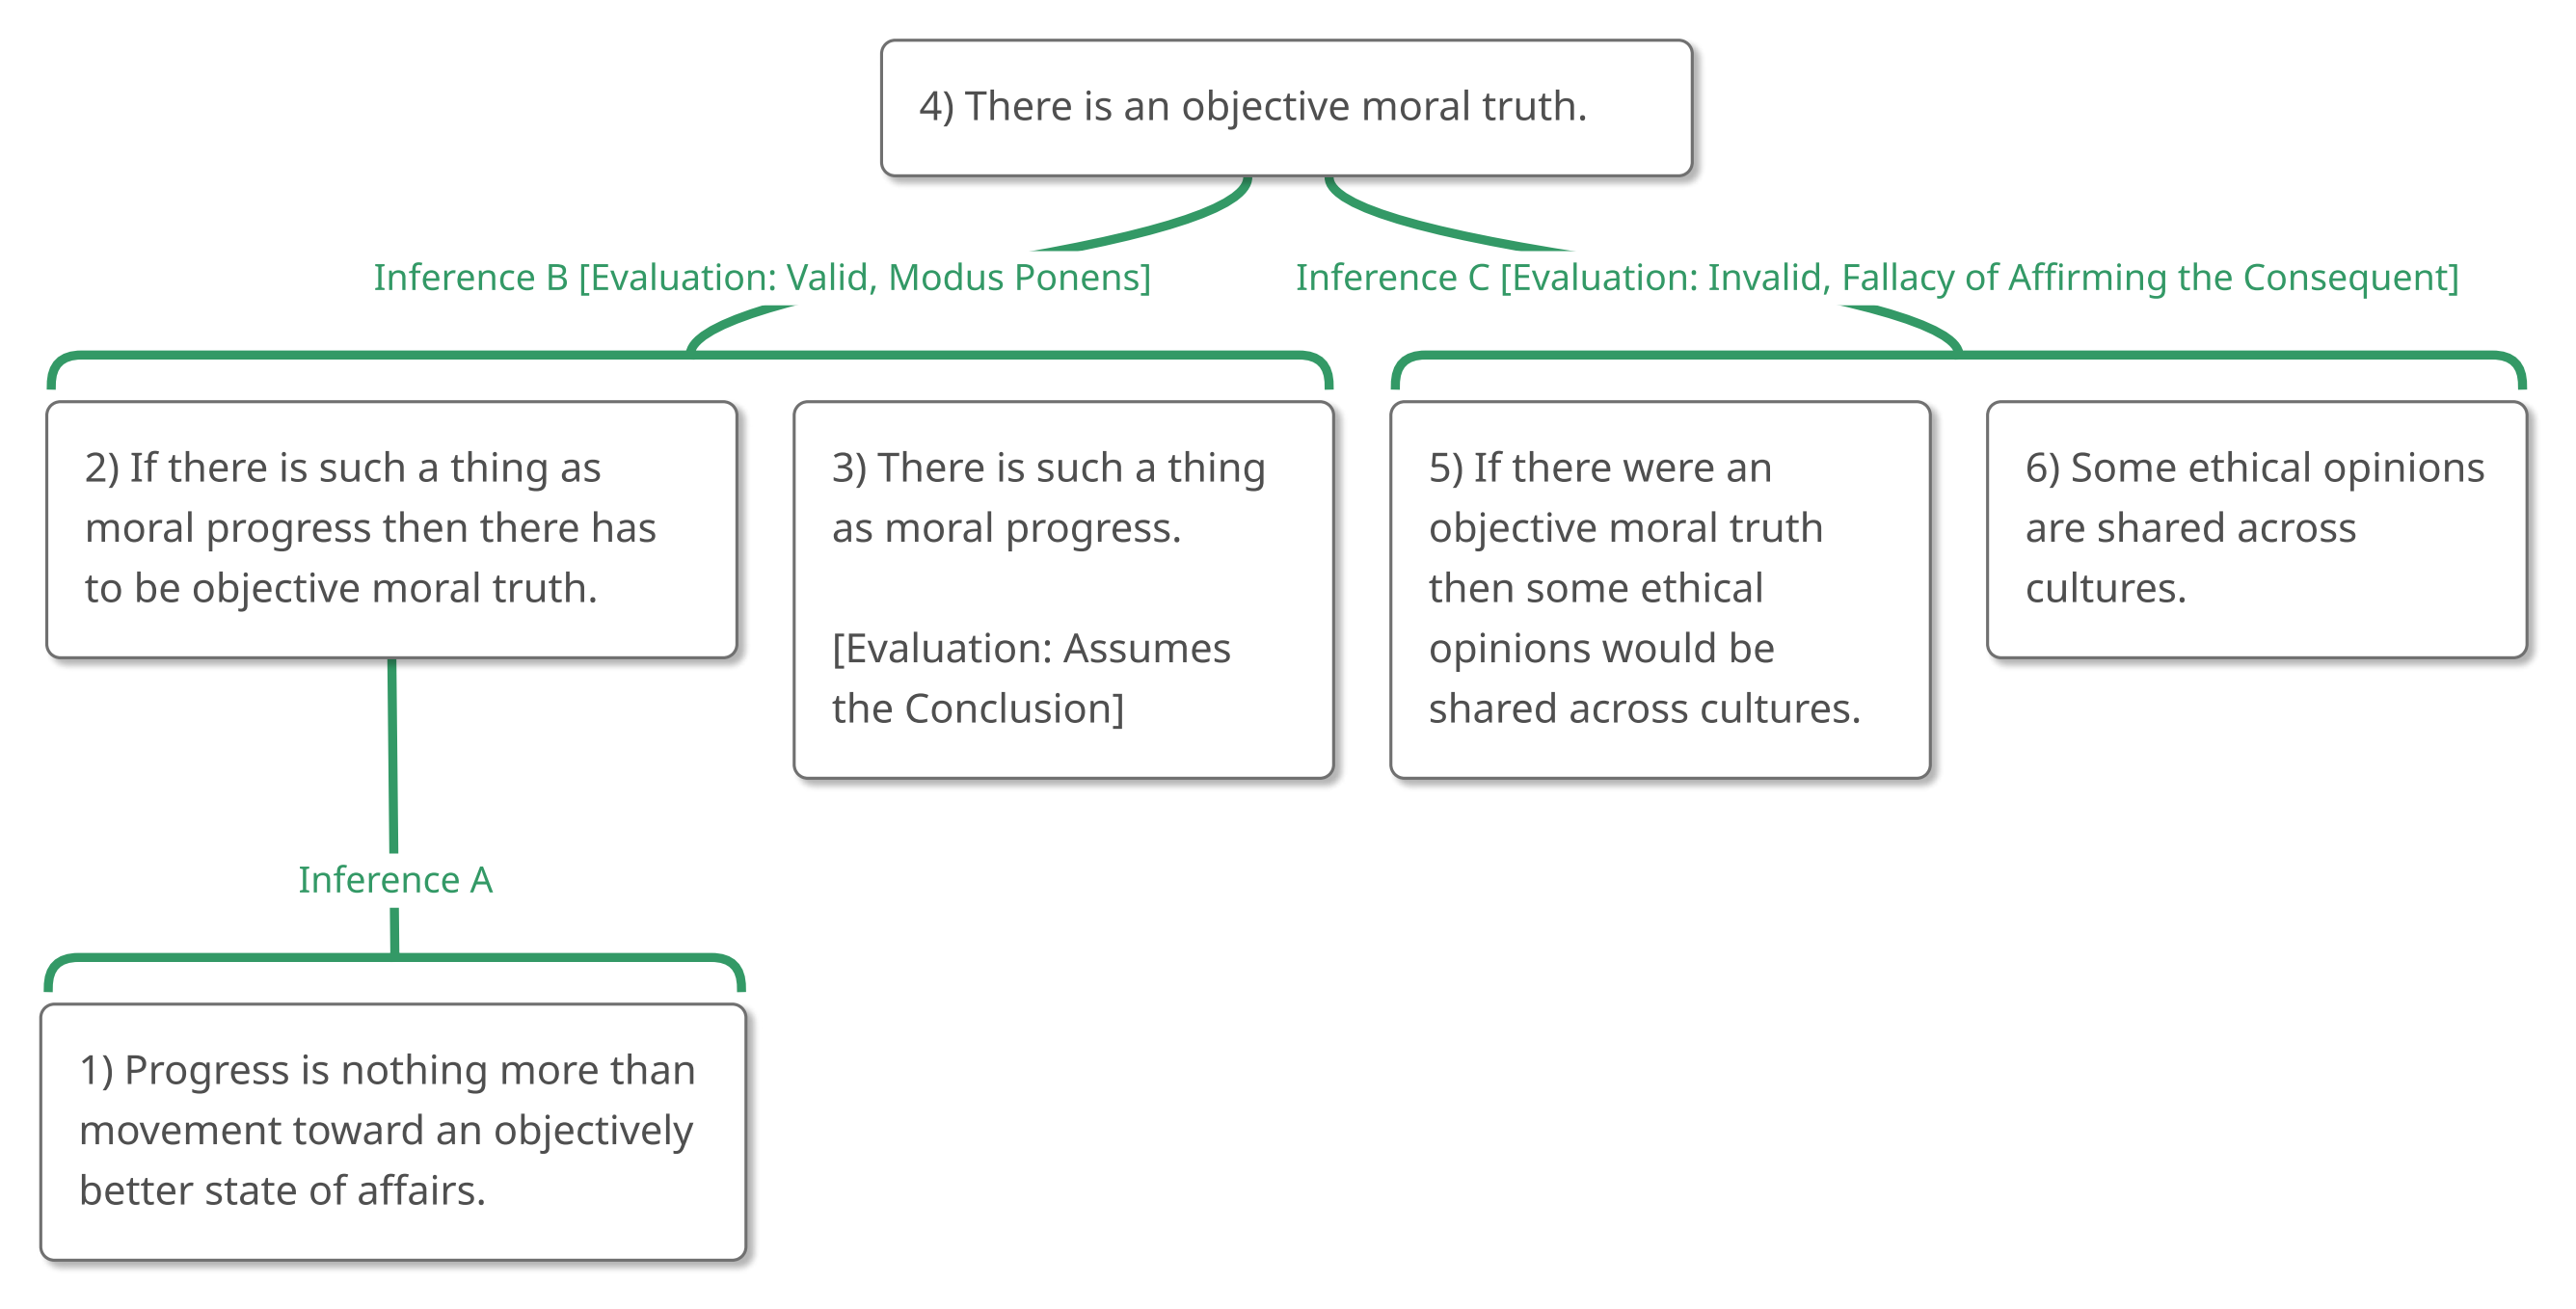 4) There is an objective moral truth.
Inference B [Evaluation: Valid, Modus Ponens]
Inference C [Evaluation: Invalid, Fallacy of Affirming the Consequent]
2) If there is such a thing as
moral progress then there has
to be objective moral truth.
3) There is such a thing
as moral progress.
[Evaluation: Assumes
the Conclusion]
5) If there were an
objective moral truth
then some ethical
opinions would be
shared across cultures.
6) Some ethical opinions
are shared across
cultures.
Inference A
1) Progress is nothing more than
movement toward an objectively
better state of affairs.